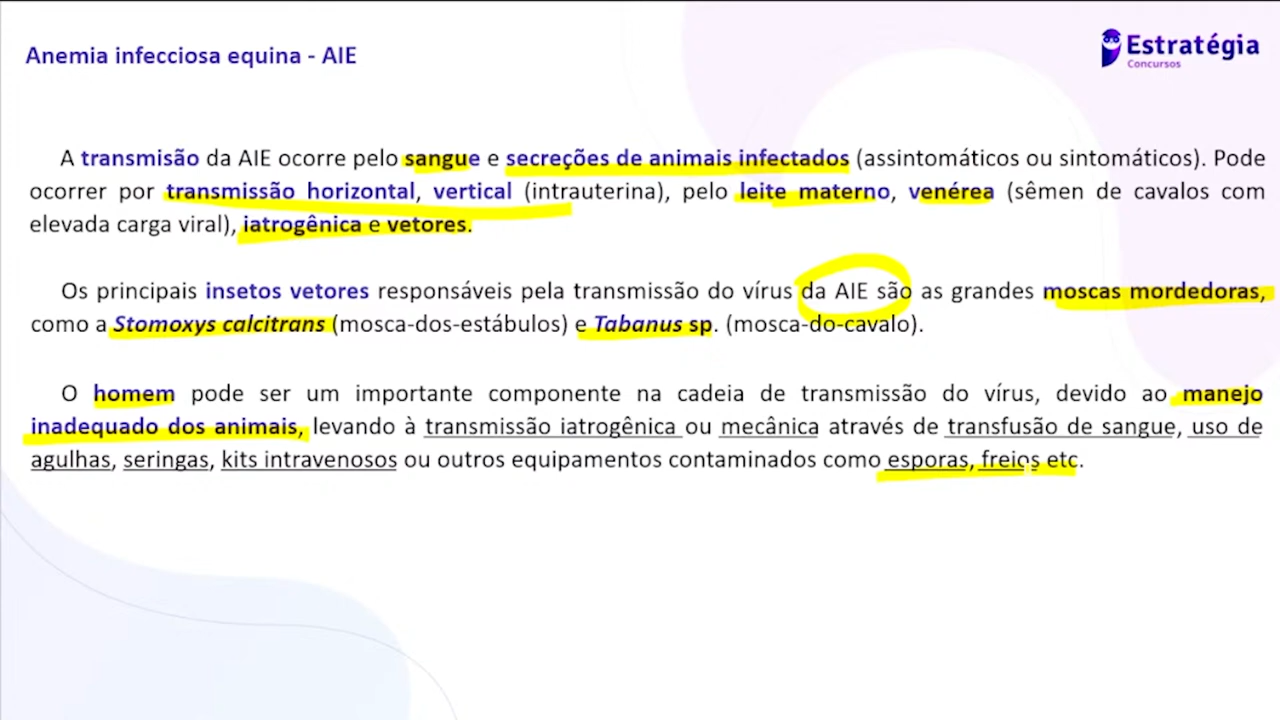 Anemia infecciosa equina - AIE
Estratégia
Concursos
A transmisão da AIE ocorre pelo sangue e secreções de animais infectados (assintomáticos ou sintomáticos). Pode
ocorrer por transmissão horizontal, vertical (intrauterina), pelo leite materno, venérea (sêmen de cavalos com
elevada carga viral), iatrogênica e vetores.
Os principais insetos vetores responsáveis pela transmissão do vírus da AIE são as grandes moscas mordedoras,
como a Stomoxys calcitrans (mosca-dos-estábulos) e Tabanus sp. (mosca-do-cavalo).
O homem pode ser um importante componente na cadeia de transmissão do vírus, devido ao manejo
inadequado dos animais, levando à transmissão iatrogênica ou mecânica através de transfusão de sangue, uso de
agulhas, seringas, kits intravenosos ou outros equipamentos contaminados como esporas, freios etc.